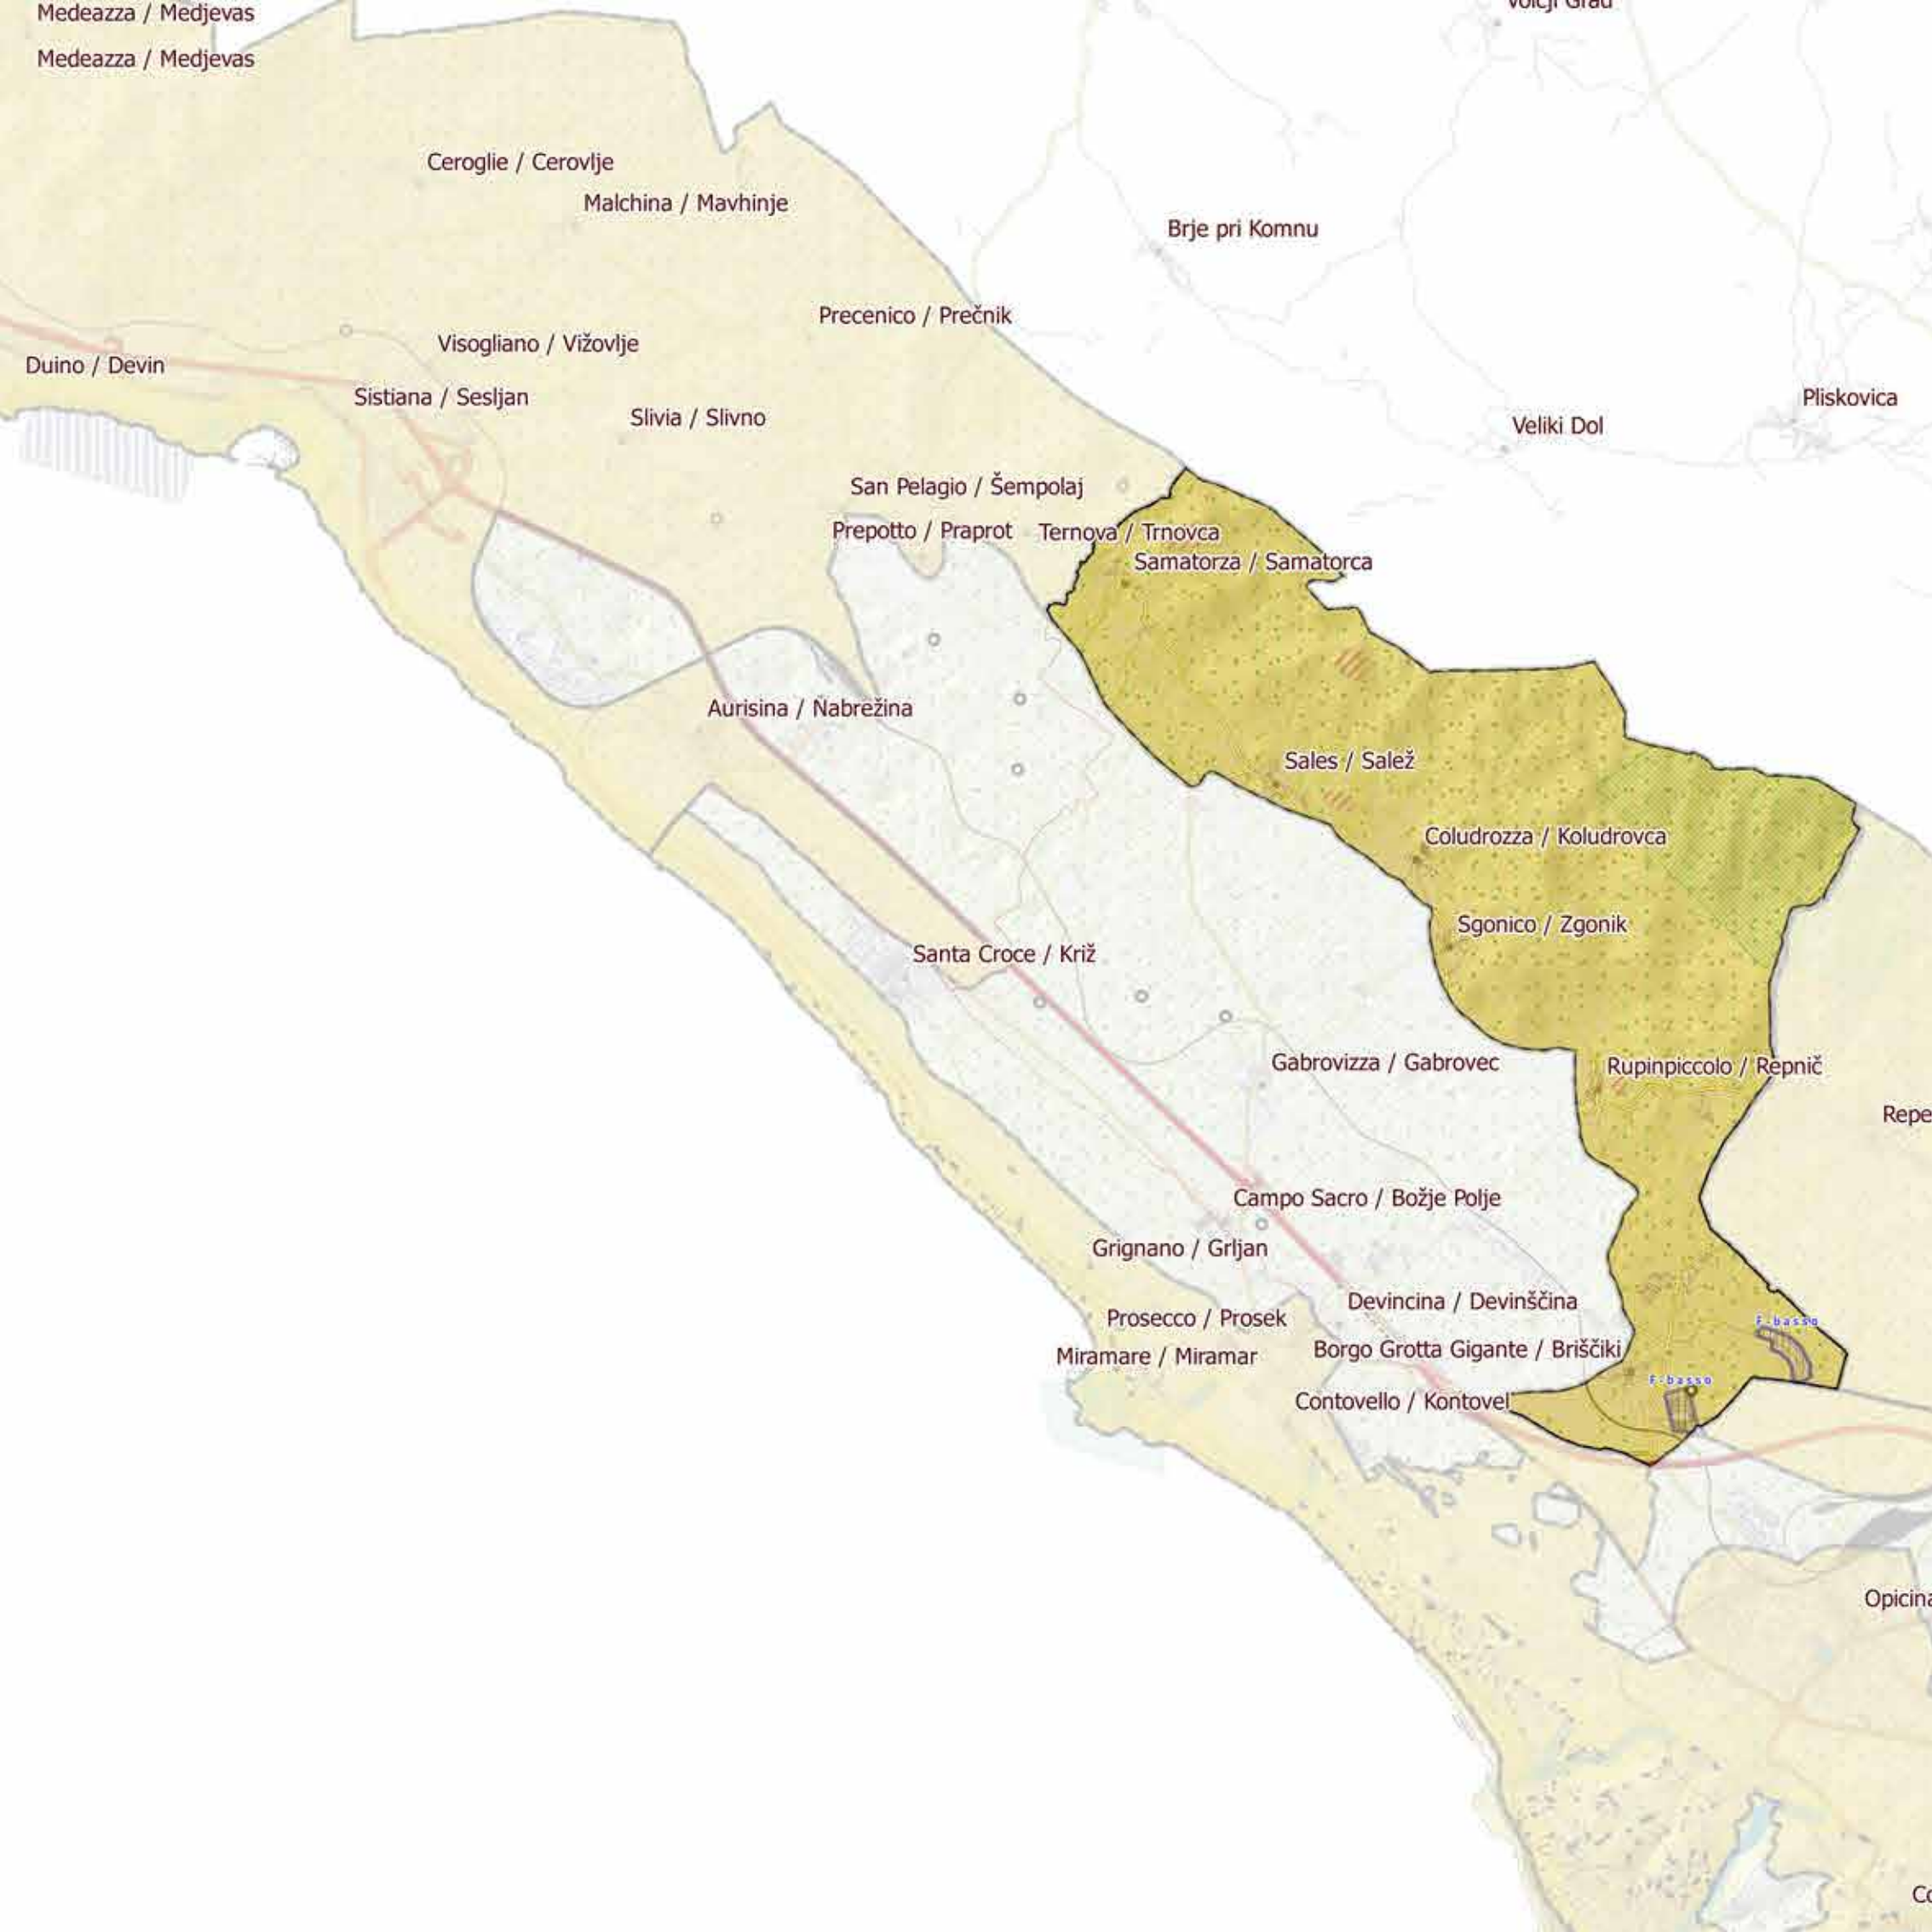 Medeazza / Medjevas
Medeazza / Medjevas
Ceroglie / Cerovlje
Malchina / Mavhinje
Brje pri Komnu
Precenico / Prečnik
Visogliano / Vižovlje
Duino / Devin
Sistiana / Sesljan
Pliskovica
Slivia / Slivno
Veliki Dol
San Pelagio / Šempolaj
Prepotto / Praprot
Ternova / Trnovca
Samatorza / Samatorca
Aurisina / Nabrežina
Sales / Salež
Coludrozza / Koludrovca
Sgonico / Zgonik
Santa Croce / Križ
Gabrovizza / Gabrovec
Rupinpiccolo / Repnič
Repe
Campo Sacro / Božje Polje
Grignano / Grljan
Devincina / Devinščina
Prosecco / Prosek
F-basso
Borgo Grotta Gigante / Briščiki
Miramare / Miramar
F-basso
Contovello / Kontovel
Opicina